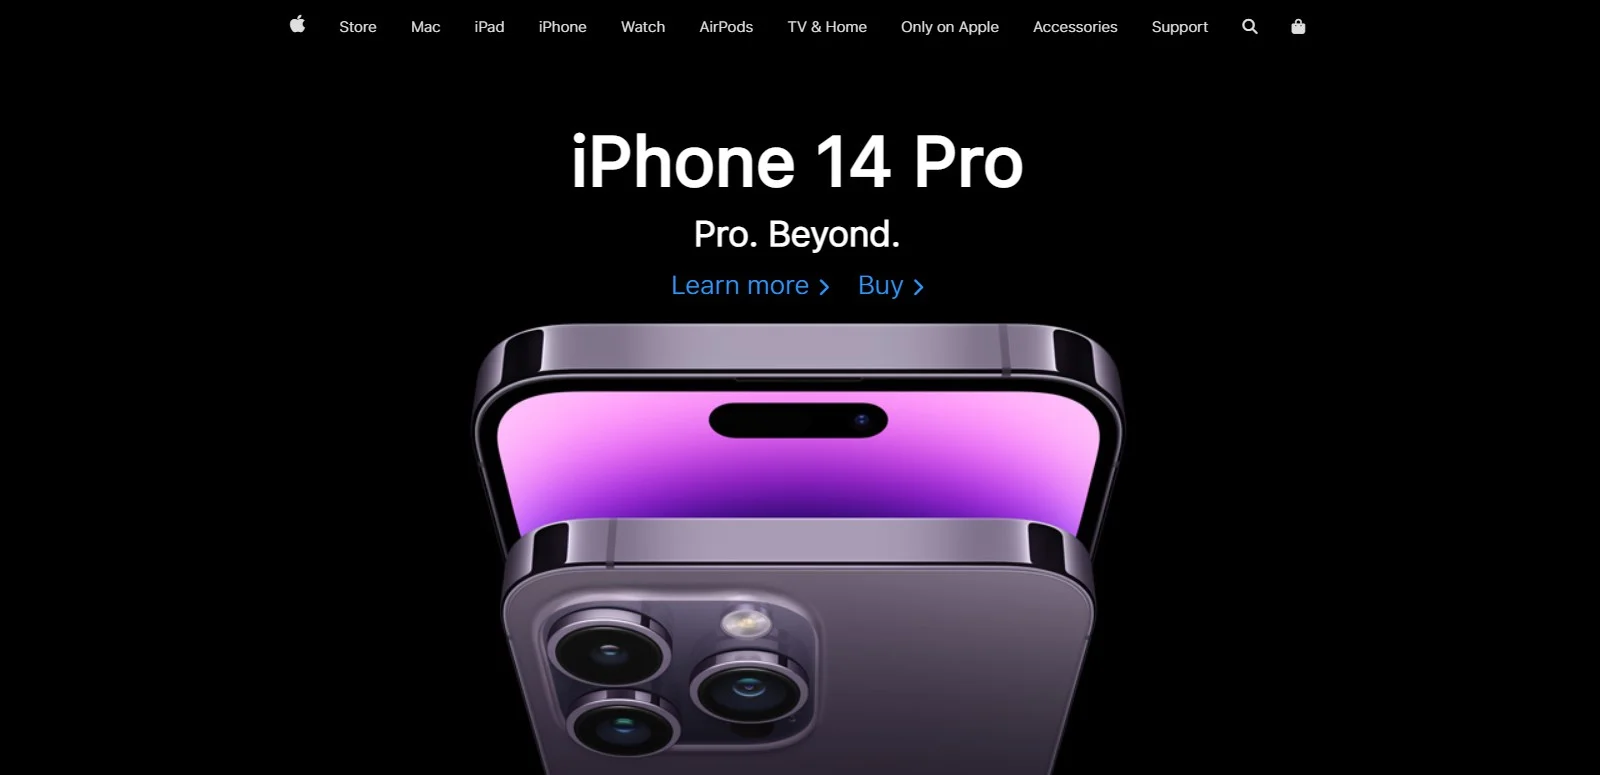 Store Mac iPad iPhone Watch AirPods TV & Home Only on Apple Accessories Support
iPhone 14 Pro
Pro. Beyond.
Learn more > Buy >